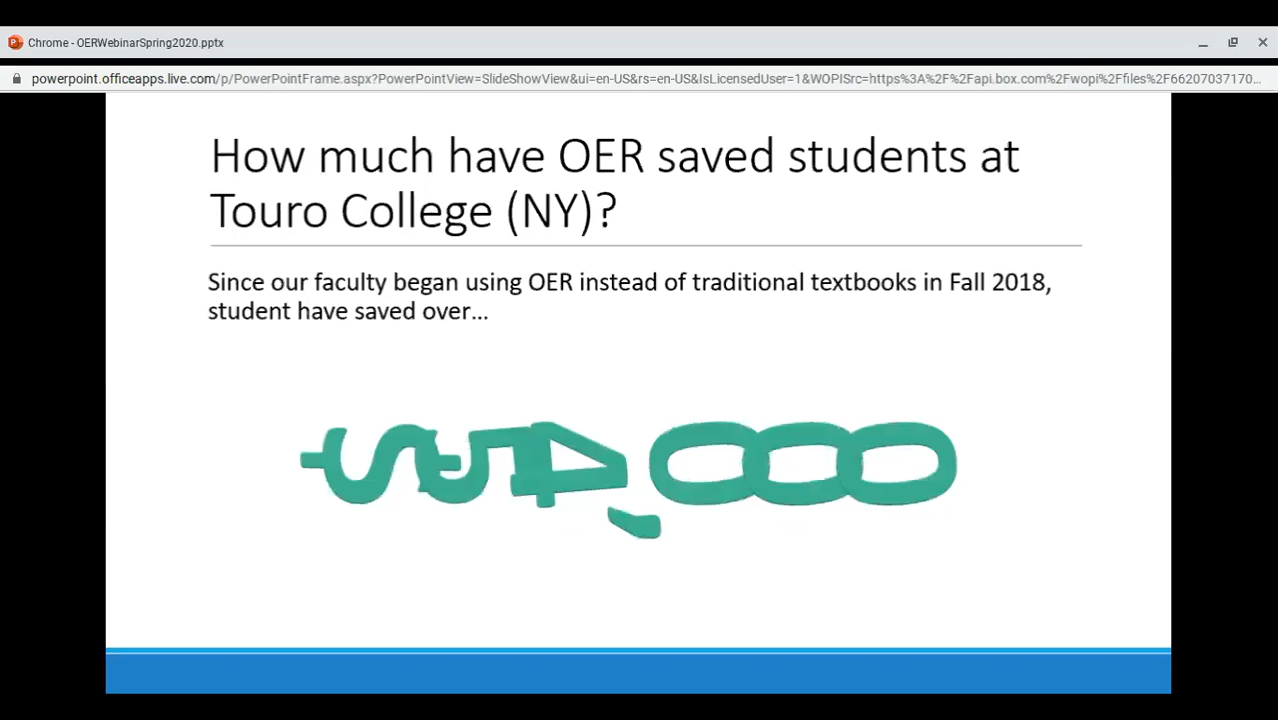 Chrome - OERWebinarSpring2020.pptx
powerpoint.officeapps.live.com/p/PowerPointFrame.aspx?PowerPointView=SlideShowView&ui=en-US&rs=en-US&IsLicensedUser=1&WOPISrc=https%3A%2F%2Fapi.box.com%2Fwopi%2Ffiles%2F66207037170...
How much have OER saved students at
Touro College (NY)?
Since our faculty began using OER instead of traditional textbooks in Fall 2018,
student have saved over...
$54,000